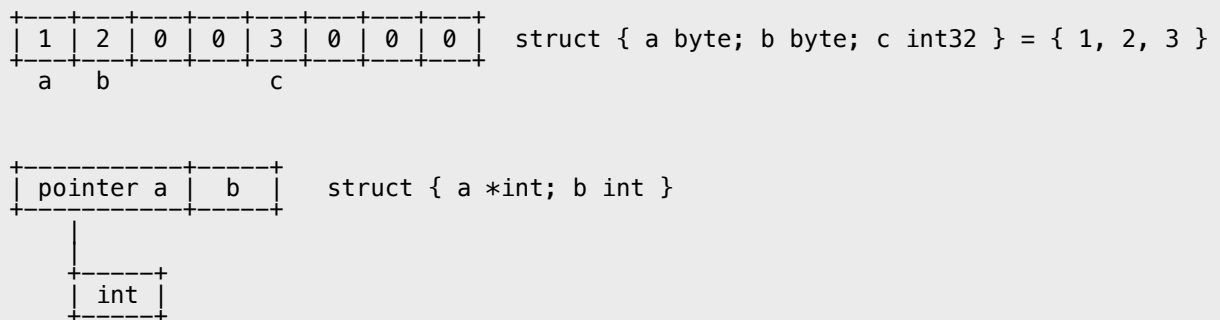 +---+---+---+---+---+---+---+---+
| 1 | 2 | 0 | 0 | 3 | 0 | 0 | 0 |  struct { a byte; b byte; c int32 } = { 1, 2, 3 }
+---+---+---+---+---+---+---+---+
  a   b           c
+-----------+-----+
| pointer a |  b  |   struct { a *int; b int }
+-----------+-----+
    |
    |
    +-----+
    | int |
    +-----+